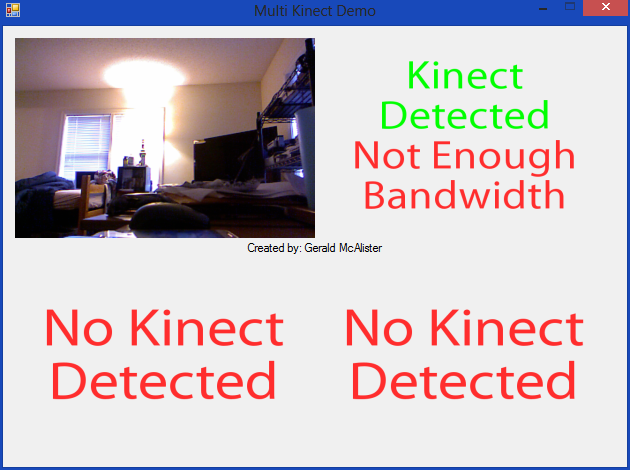 Multi Kinect Demo
Kinect
Detected
Not Enough
Bandwidth
Created by: Gerald McAlister
No Kinect
Detected
No Kinect
Detected